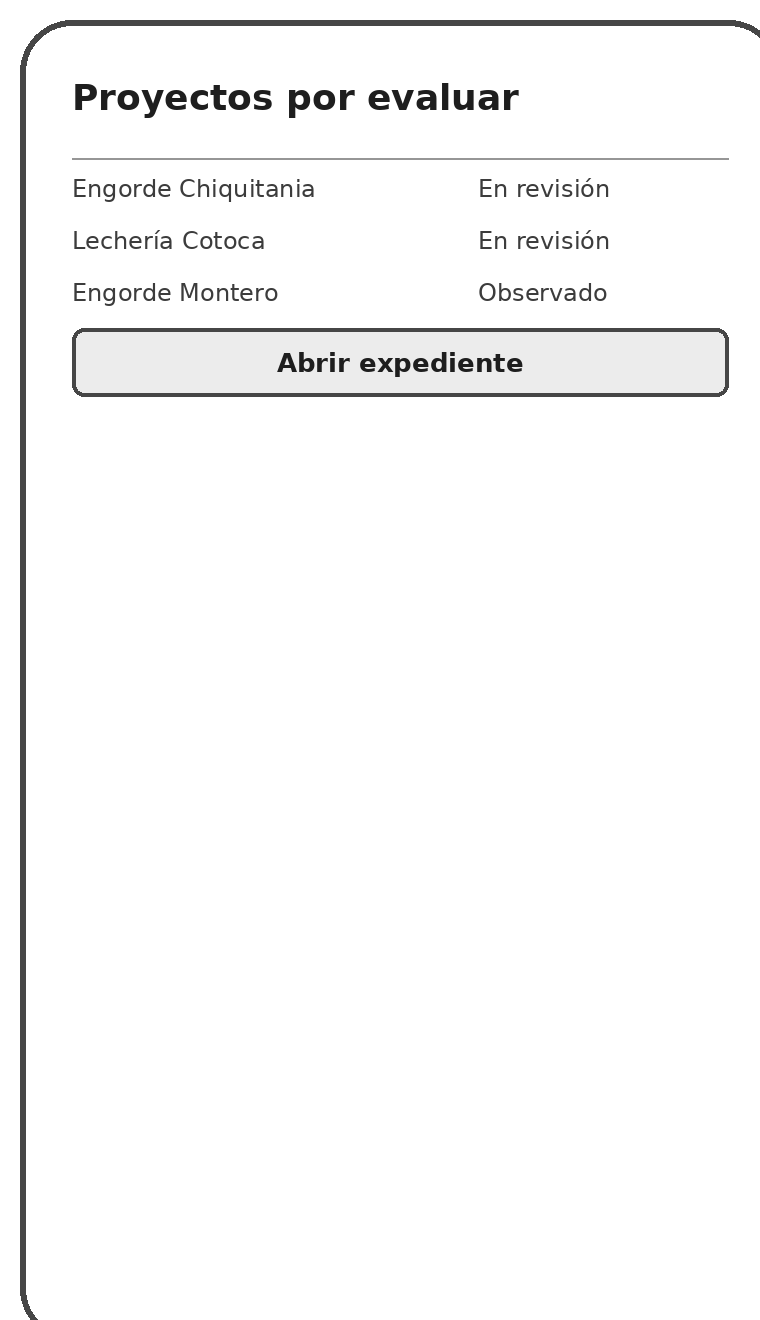 Proyectos por evaluar
Engorde Chiquitania En revisión
Lechería Cotoca En revisión
Engorde Montero Observado
Abrir expediente